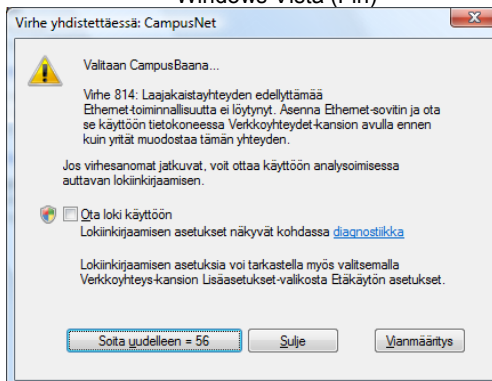 Windows Vista (Fin)
Virhe yhdistettäessä: CampusNet
Valitaan CampusBaana...
Virhe 814: Laajakaistayhteyden edellyttämää
Ethernet-toiminnallisuutta ei löytynyt. Asenna Ethernet-sovitin ja ota
se käyttöön tietokoneessa Verkkoyhteydet-kansion avulla ennen
kuin yrität muodostaa tämän yhteyden.
Jos virhesanomat jatkuvat, voit ottaa käyttöön analysoimisessa
auttavan lokiinkirjaamisen.
Ota loki käyttöön
Lokiinkirjaamisen asetukset näkyvät kohdassa diagnostiikka
Lokiinkirjaamisen asetuksia voi tarkastella myös valitsemalla
Verkkoyhteys-kansion Lisäasetukset-valikosta Etäkäytön asetukset.
Soita uudelleen = 56
Sulje
Vianmääritys